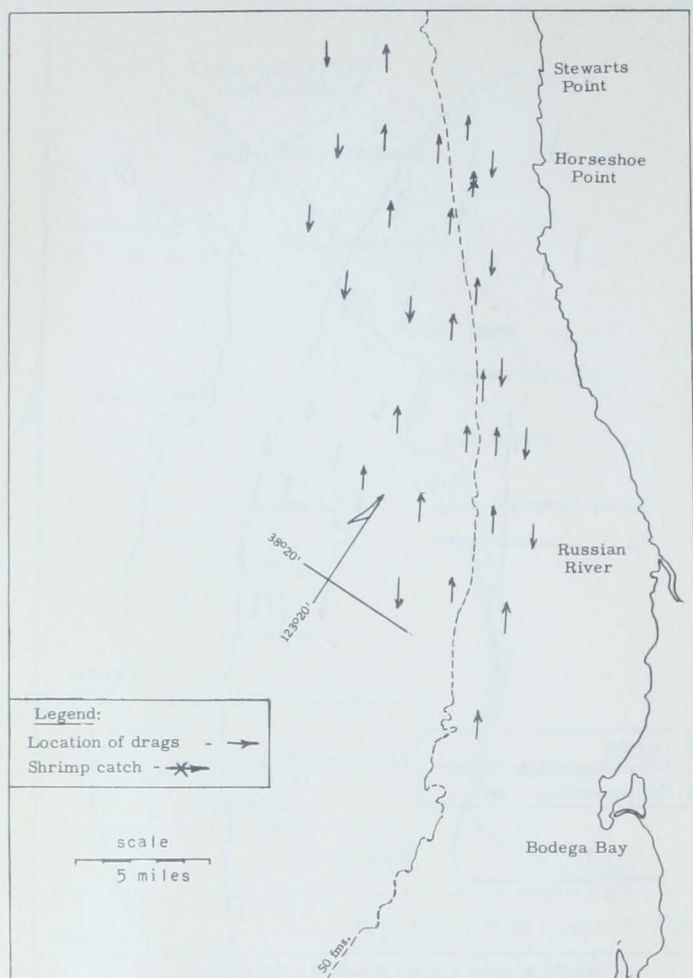 Stewarts
Point
Horseshoe
Point
38°20'
123°20'
Russian
River
Legend:
Location of drags -
Shrimp catch -
scale
5 miles
Bodega Bay
50 fms.